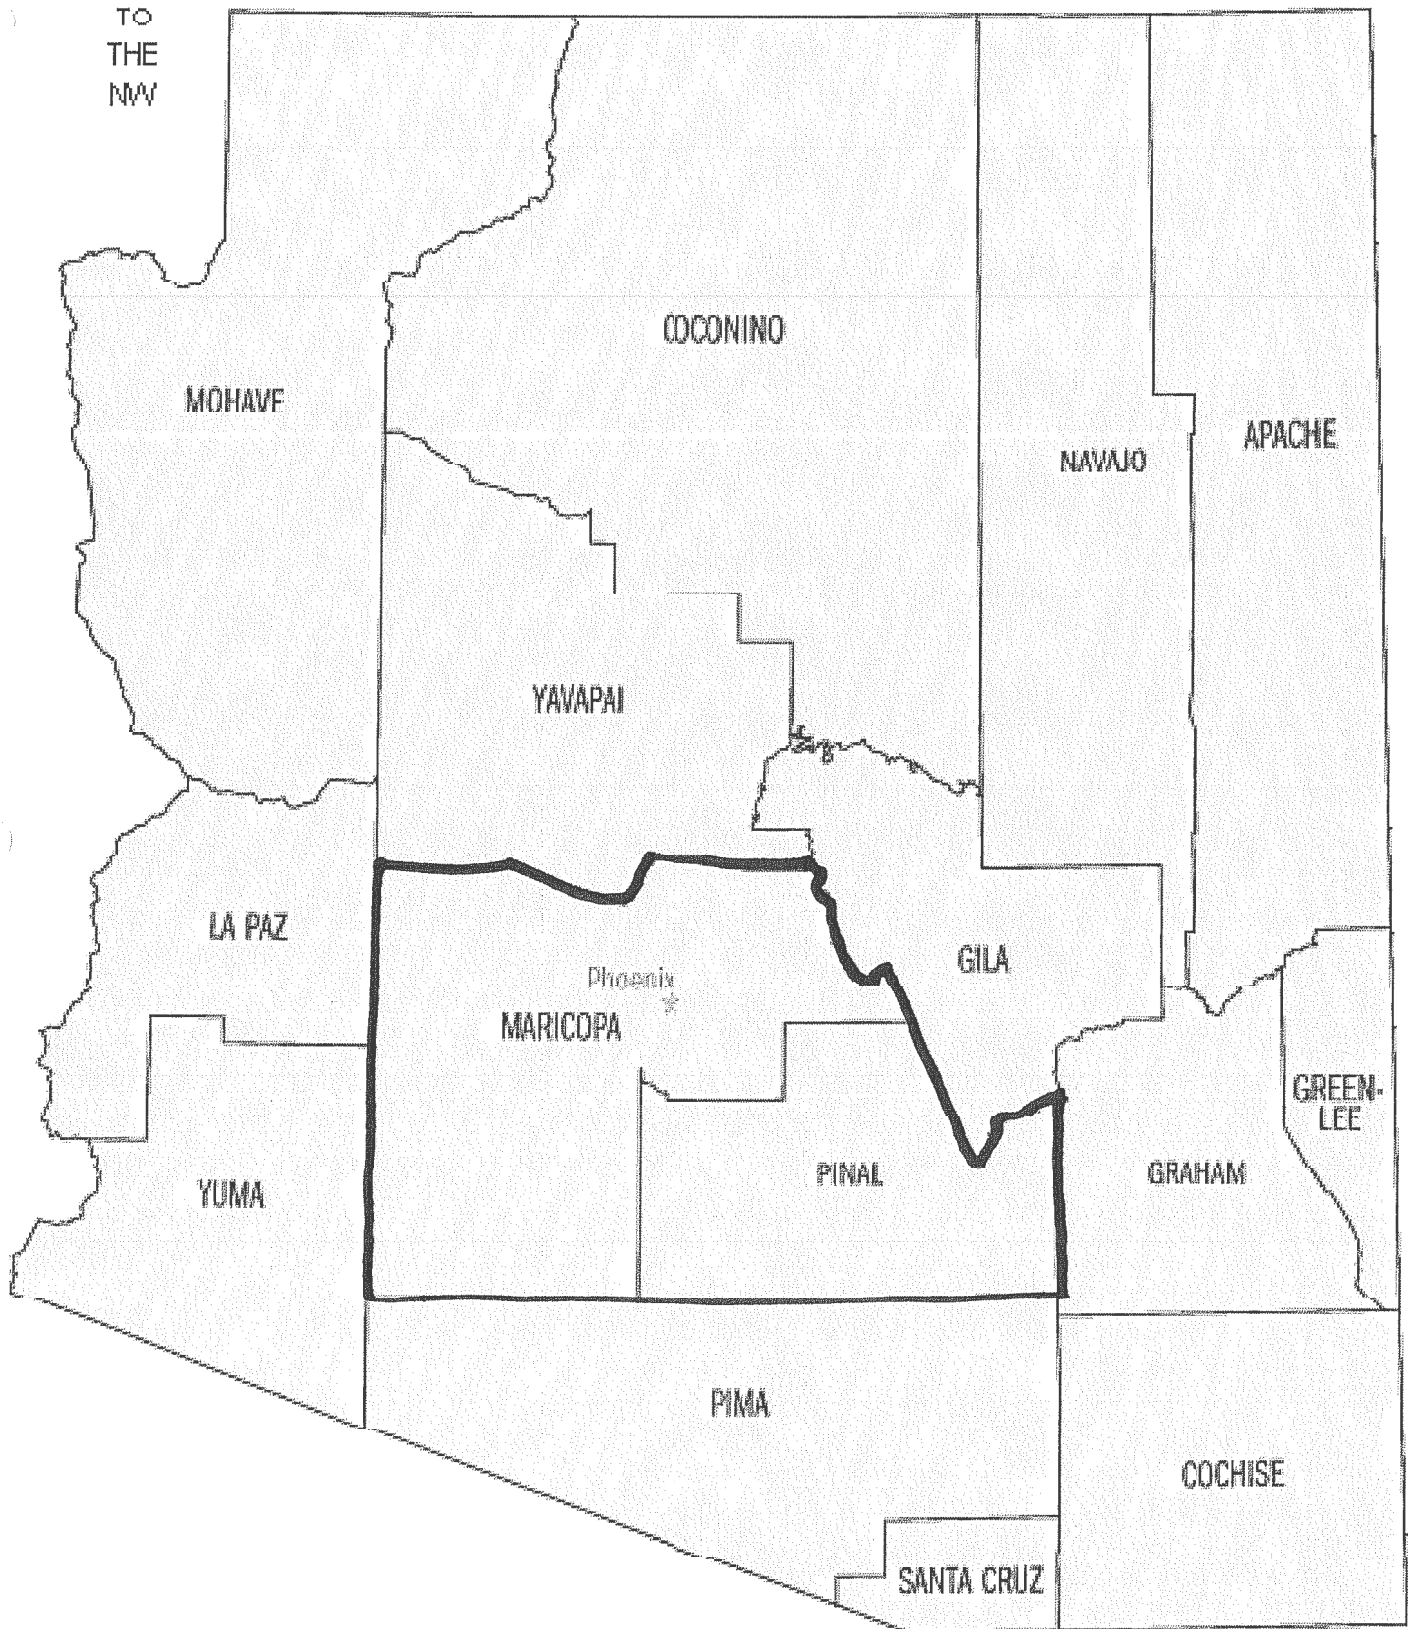 TO
THE
NW
COCONINO
MOHAVE
APACHE
NAVAJO
YAVAPAI
LA PAZ
GILA
Phoenix
MARICOPA
GREEN-
LEE
PINAL
GRAHAM
YUMA
PIMA
COCHISE
SANTA CRUZ